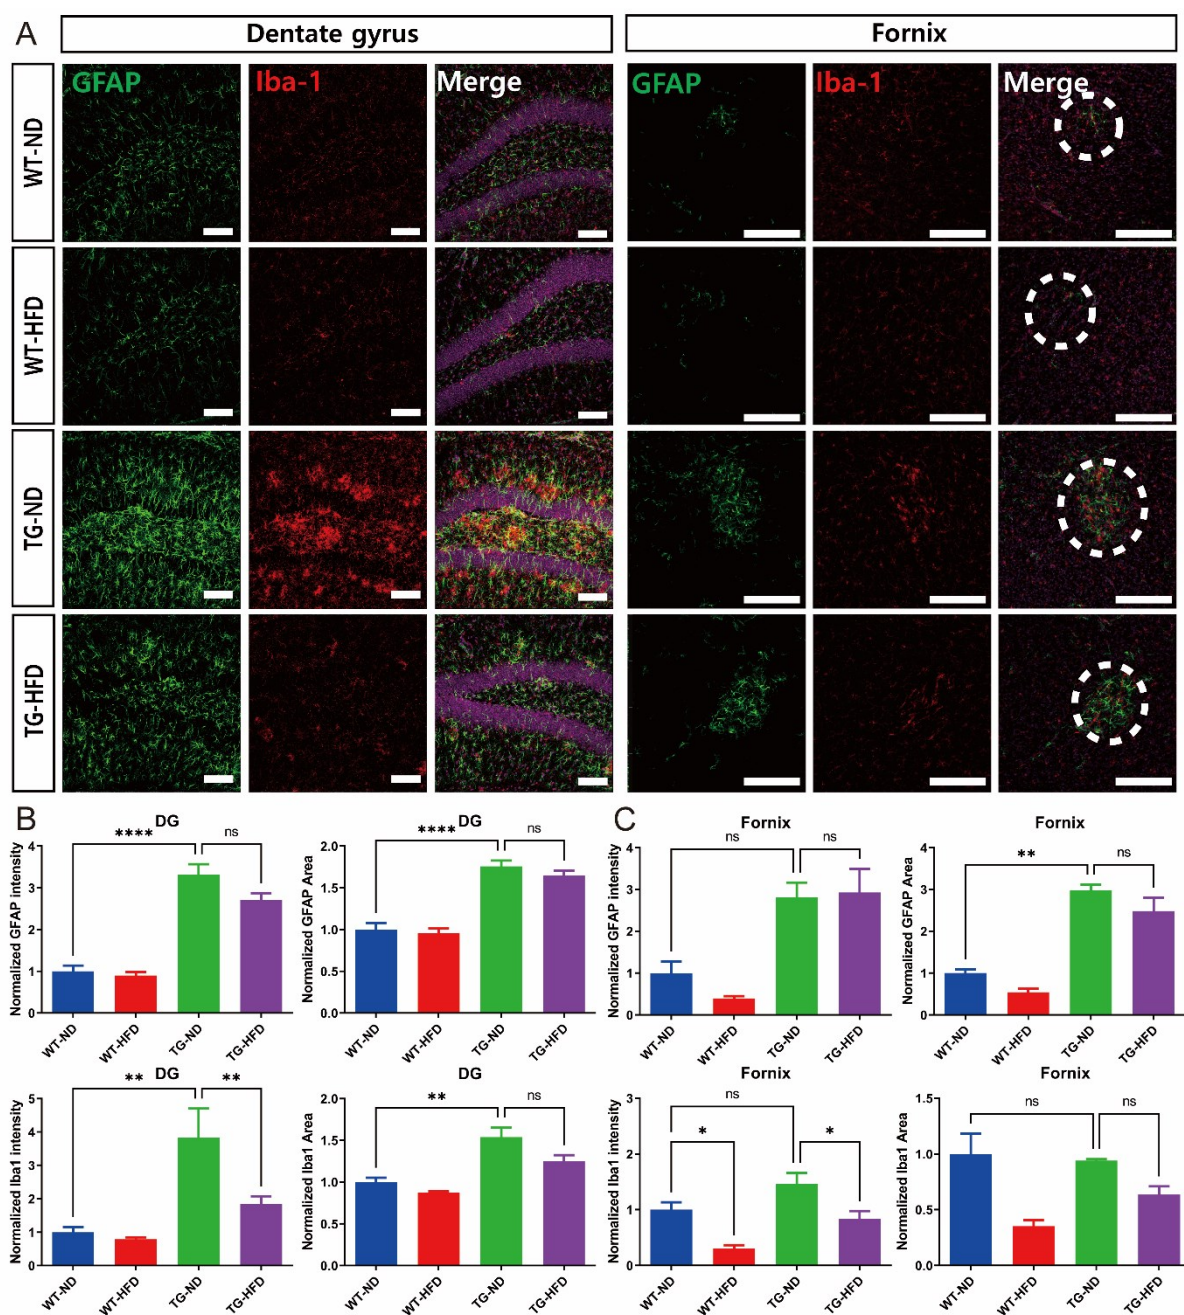 A
Dentate gyrus
Fornix
GFAP Iba-1 Merge GFAP Iba-1 Merge
WT-ND
WT-HFD
TG-ND
TG-HFD
B
DG
Normalized GFAP intensity
4
3
2
1
0
**** ns
WT-ND WT-HFD TG-ND TG-HFD
DG
Normalized GFAP Area
2.0
1.5
1.0
0.5
0.0
**** ns
WT-ND WT-HFD TG-ND TG-HFD
C
Fornix
Normalized GFAP intensity
4
3
2
1
0
ns ns
WT-ND WT-HFD TG-ND TG-HFD
Fornix
Normalized GFAP Area
4
3
2
1
0
** ns
WT-ND WT-HFD TG-ND TG-HFD
DG
Normalized Iba1 intensity
5
4
3
2
1
0
** **
WT-ND WT-HFD TG-ND TG-HFD
DG
Normalized Iba1 Area
2.0
1.5
1.0
0.5
0.0
** ns
WT-ND WT-HFD TG-ND TG-HFD
Fornix
Normalized Iba1 intensity
3
2
1
0
ns
* *
WT-ND WT-HFD TG-ND TG-HFD
Fornix
Normalized Iba1 Area
1.5
1.0
0.5
0.0
ns ns
WT-ND WT-HFD TG-ND TG-HFD